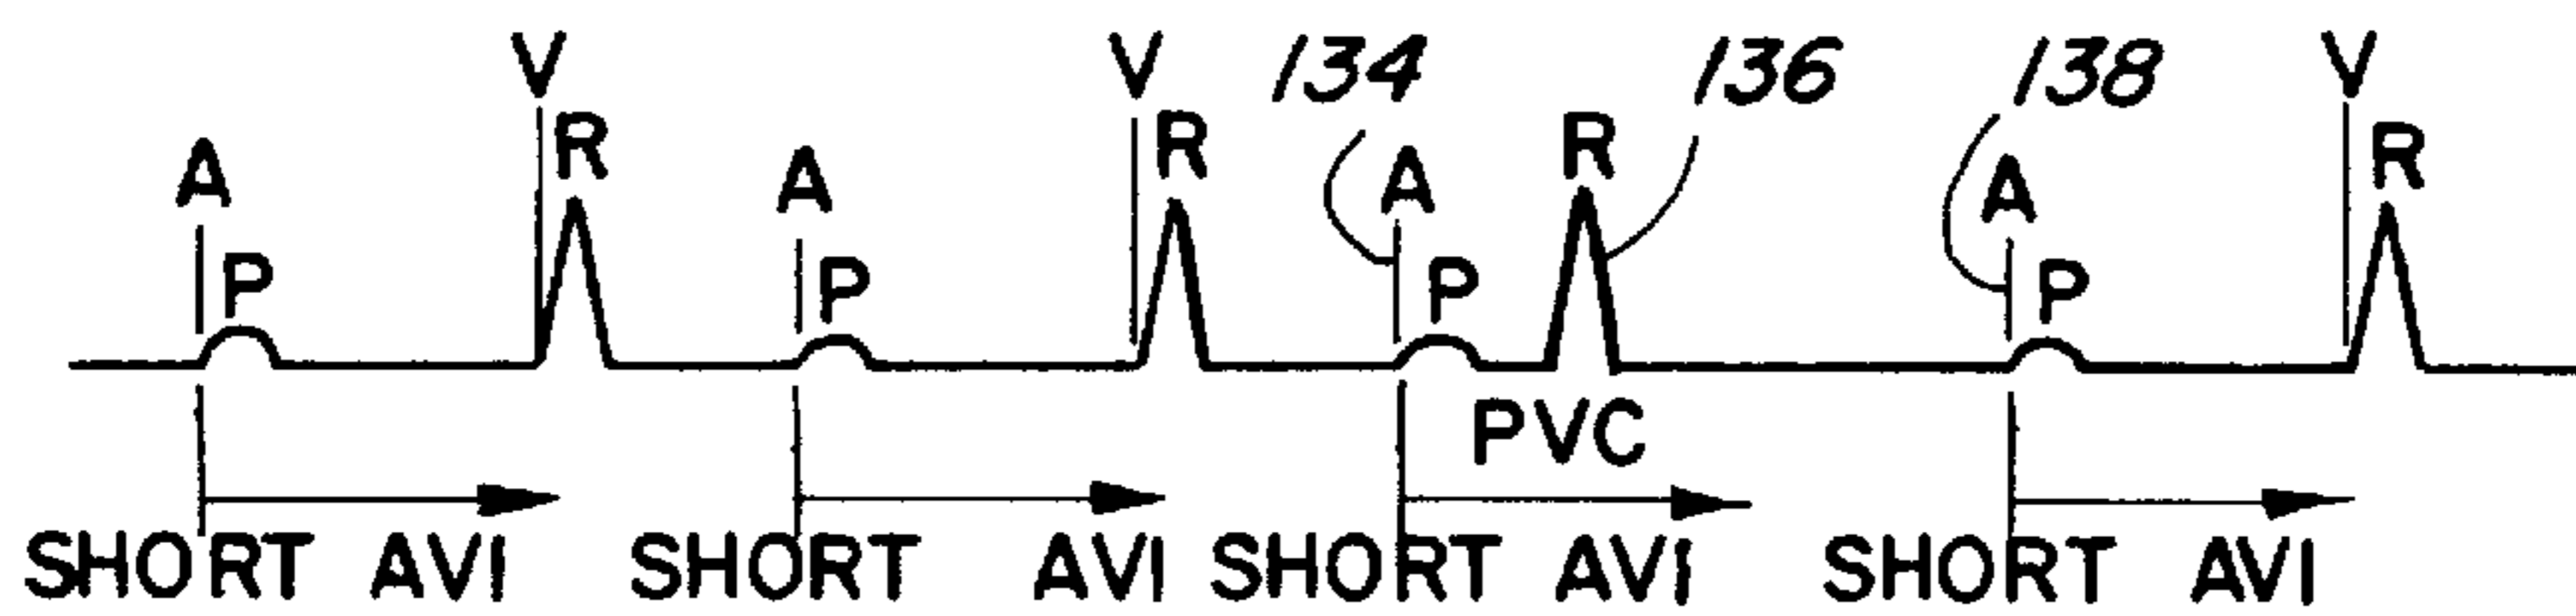 V V 134 136 138 V
A R A R A R A R
P P P P
PVC
SHORT AVI SHORT AVI SHORT AVI SHORT AVI